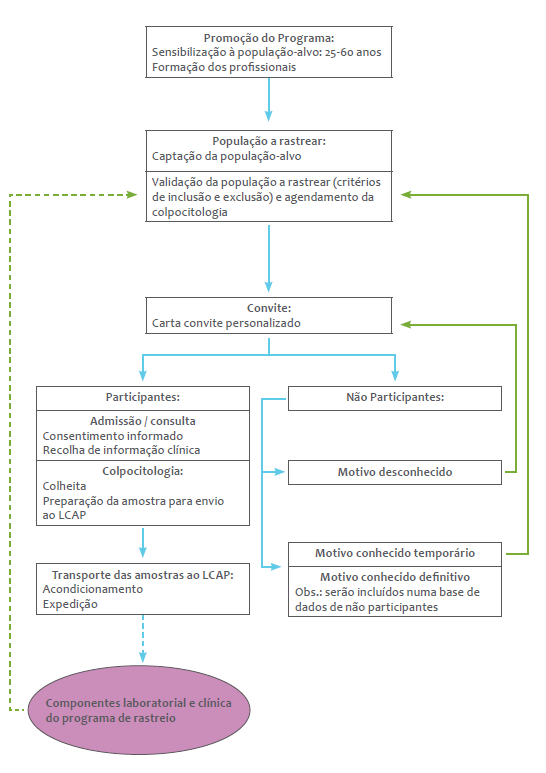 Promoção do Programa:
Sensibilização à população-alvo: 25-60 anos
Formação dos profissionais
População a rastrear:
Captação da população-alvo
Validação da população a rastrear (critérios
de inclusão e exclusão) e agendamento da
colpocitologia
Convite:
Carta convite personalizado
Participantes:
Admissão / consulta
Consentimento informado
Recolha de informação clínica
Colpocitologia:
Colheita
Preparação da amostra para envio
ao LCAP
Transporte das amostras ao LCAP:
Acondicionamento
Expedição
Componentes laboratorial e clínica
do programa de rastreio
Não Participantes:
Motivo desconhecido
Motivo conhecido temporário
Motivo conhecido definitivo
Obs.: serão incluídos numa base de
dados de não participantes